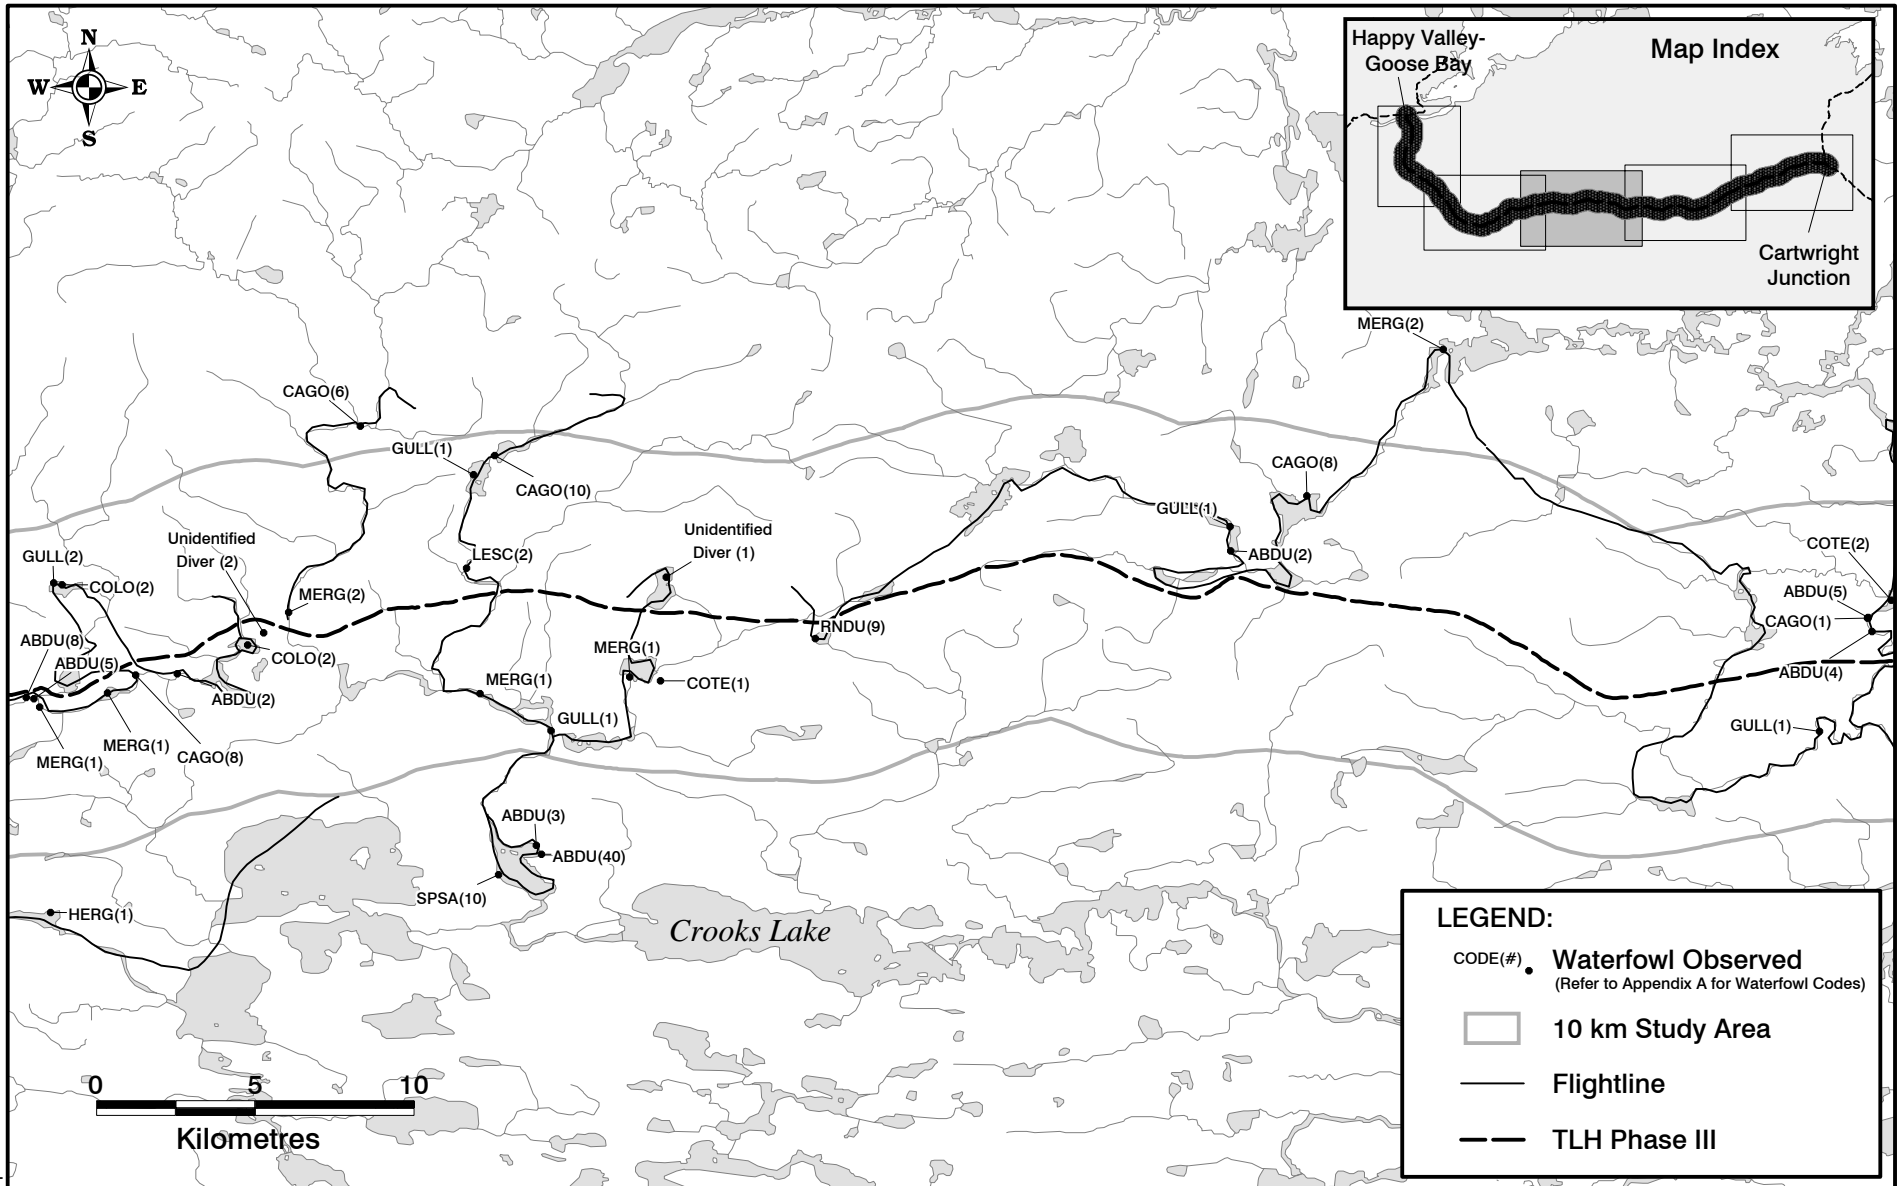 N
W E
S
Happy Valley-
Goose Bay
Map Index
Cartwright
Junction
MERG(2)
CAGO(6)
GULL(1)
CAGO(10)
CAGO(8)
GULL(1)
Unidentified
Diver (2)
Unidentified
Diver (1)
GULL(2)
COLO(2)
LESC(2)
ABDU(2)
COTE(2)
MERG(2)
ABDU(5)
CAGO(1)
RNDU(9)
ABDU(8)
ABDU(5)
COLO(2)
MERG(1)
COTE(1)
ABDU(4)
ABDU(2)
MERG(1)
GULL(1)
GULL(1)
MERG(1)
MERG(1)
CAGO(8)
ABDU(3)
ABDU(40)
SPSA(10)
HERG(1)
Crooks Lake
LEGEND:
CODE(#) Waterfowl Observed
(Refer to Appendix A for Waterfowl Codes)
10 km Study Area
Flightline
TLH Phase III
0 5 10
Kilometres